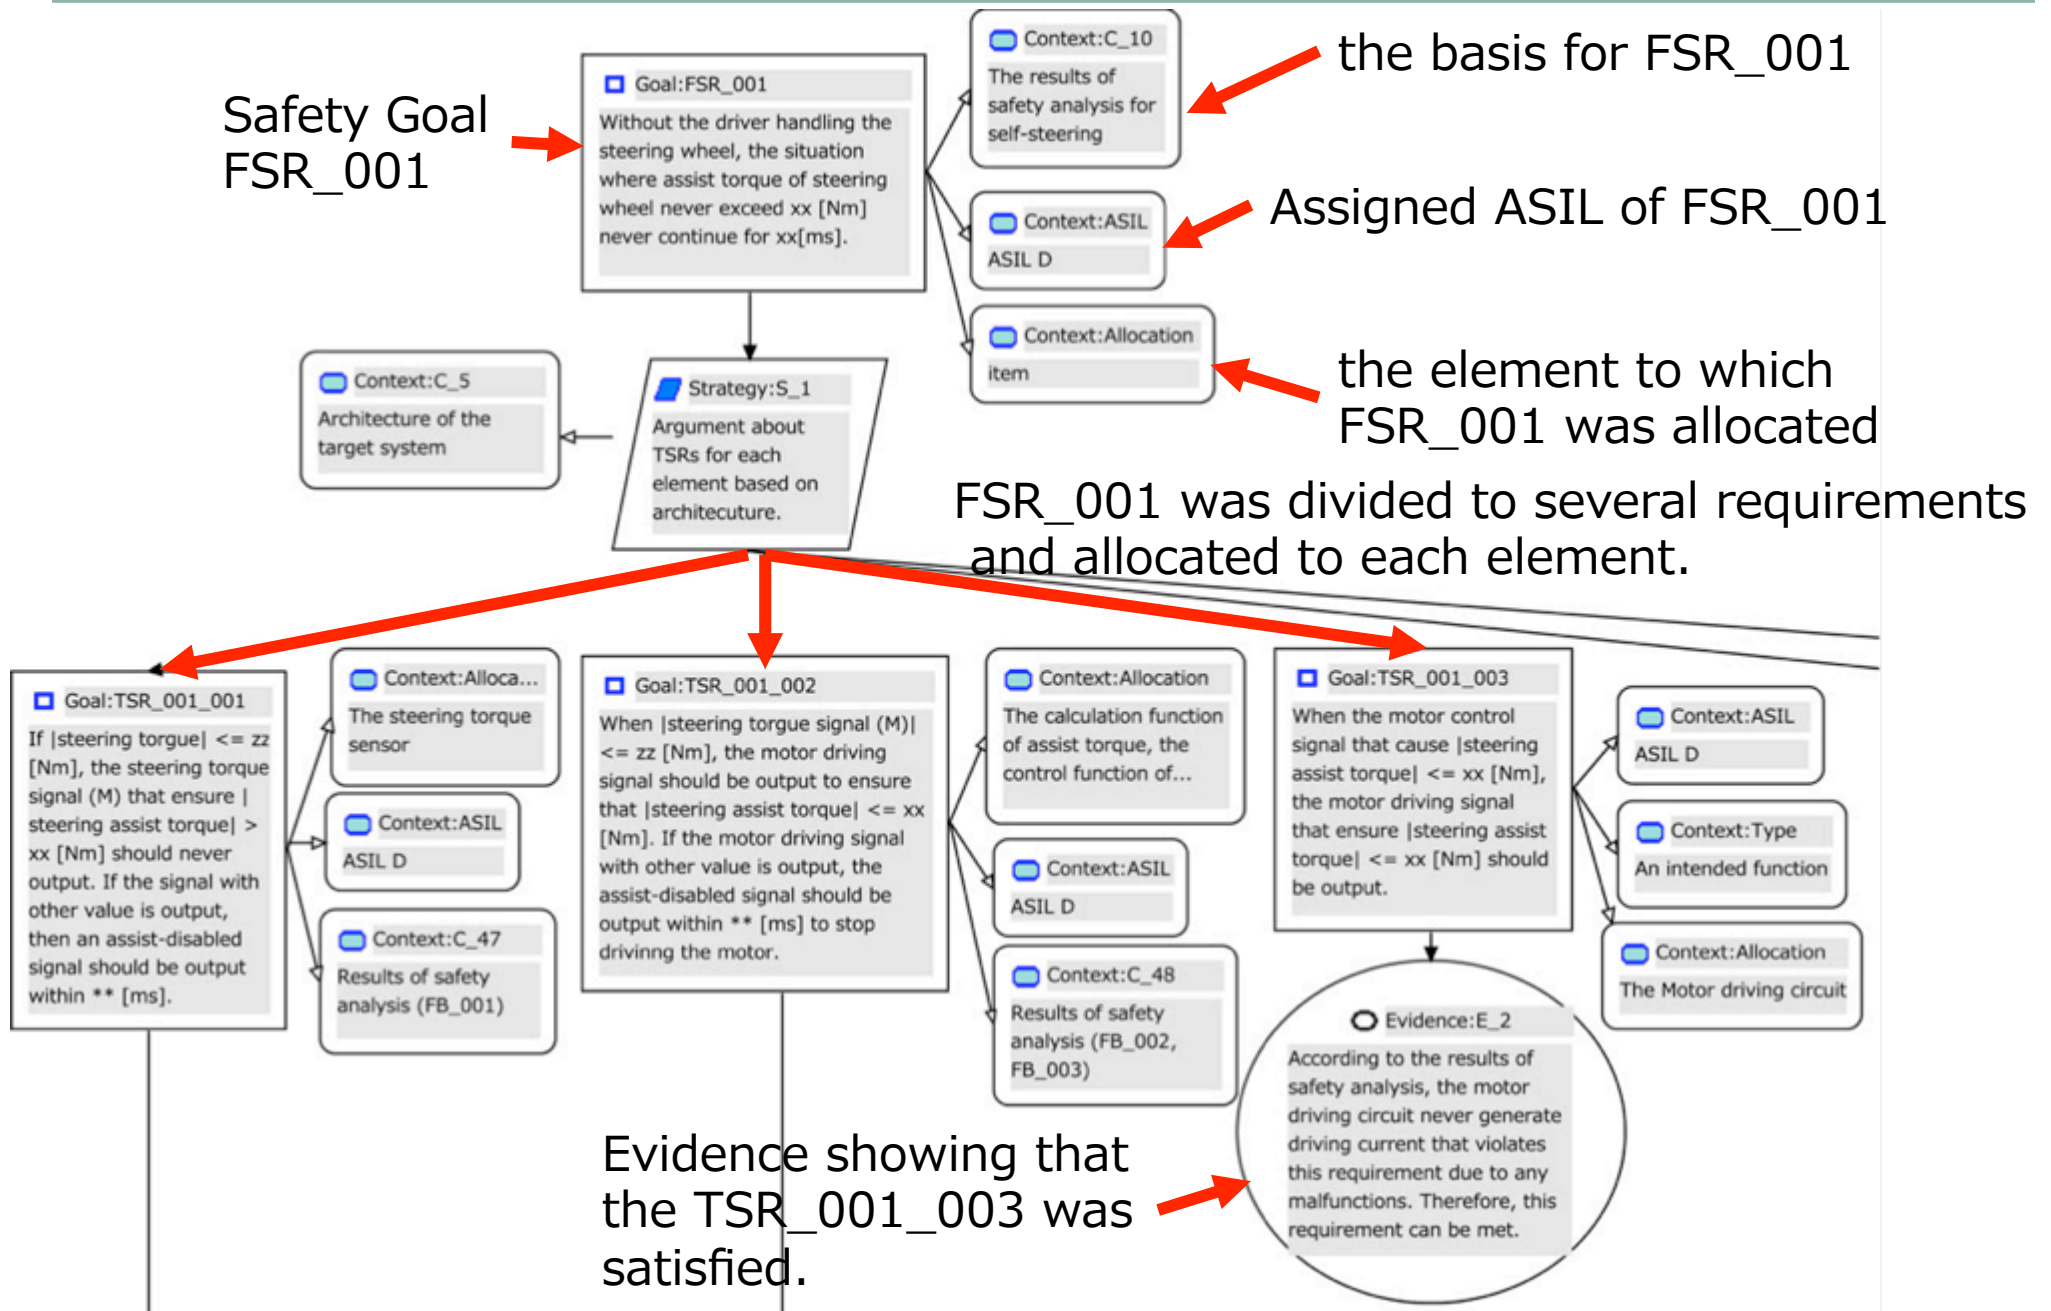 Safety Goal
FSR_001
Goal:FSR_001
Without the driver handling the
steering wheel, the situation
where assist torque of steering
wheel never exceed xx [Nm]
never continue for xx[ms].
Context:C_10
The results of
safety analysis for
self-steering
the basis for FSR_001
Context:ASIL
ASIL D
Assigned ASIL of FSR_001
Context:Allocation
item
the element to which
FSR_001 was allocated
Context:C_5
Architecture of the
target system
Strategy:S_1
Argument about
TSRs for each
element based on
architecuture.
FSR_001 was divided to several requirements
and allocated to each element.
Goal:TSR_001_001
If |steering torgue| <= zz
[Nm], the steering torque
signal (M) that ensure |
steering assist torque| >
xx [Nm] should never
output. If the signal with
other value is output,
then an assist-disabled
signal should be output
within ** [ms].
Context:Alloca...
The steering torque
sensor
Context:ASIL
ASIL D
Context:C_47
Results of safety
analysis (FB_001)
Goal:TSR_001_002
When |steering torgue signal (M)|
<= zz [Nm], the motor driving
signal should be output to ensure
that |steering assist torque| <= xx
[Nm]. If the motor driving signal
with other value is output, the
assist-disabled signal should be
output within ** [ms] to stop
drivinng the motor.
Context:Allocation
The calculation function
of assist torque, the
control function of...
Context:ASIL
ASIL D
Context:C_48
Results of safety
analysis (FB_002,
FB_003)
Goal:TSR_001_003
When the motor control
signal that cause |steering
assist torque| <= xx [Nm],
the motor driving signal
that ensure |steering assist
torque| <= xx [Nm] should
be output.
Context:ASIL
ASIL D
Context:Type
An intended function
Context:Allocation
The Motor driving circuit
Evidence:E_2
According to the results of
safety analysis, the motor
driving circuit never generate
driving current that violates
this requirement due to any
malfunctions. Therefore, this
requirement can be met.
Evidence showing that
the TSR_001_003 was
satisfied.